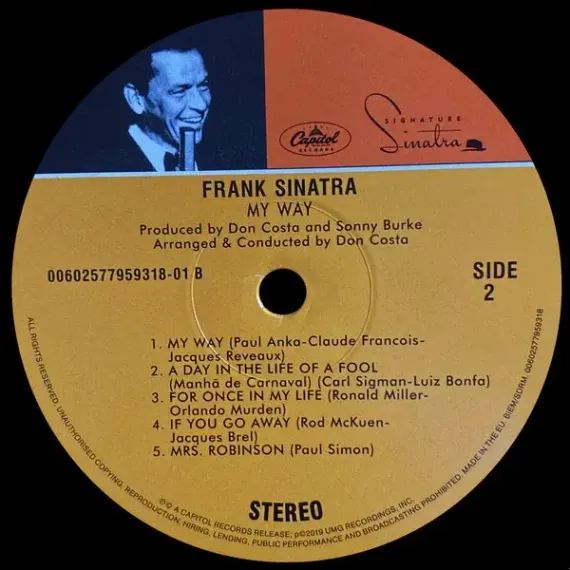 SIGNATURE
Sinatra
Capitol
RECORDS
FRANK SINATRA
MY WAY
Produced by Don Costa and Sonny Burke
Arranged & Conducted by Don Costa
00602577959318-01 B
SIDE
2
1. MY WAY (Paul Anka-Claude Francois-
Jacques Reveaux)
2. A DAY IN THE LIFE OF A FOOL
(Manhã de Carnaval) (Carl Sigman-Luiz Bonfa)
3. FOR ONCE IN MY LIFE (Ronald Miller-
Orlando Murden)
4. IF YOU GO AWAY (Rod McKuen-
Jacques Brel)
5. MRS. ROBINSON (Paul Simon)
STEREO
ALL RIGHTS RESERVED. UNAUTHORISED COPYING, REPRODUCTION, HIRING, LENDING, PUBLIC PERFORMANCE AND BROADCASTING PROHIBITED. MADE IN THE EU. BIEM/SDRM. 00602577959318
℗© A CAPITOL RECORDS RELEASE; ℗©2019 UMG RECORDINGS, INC.